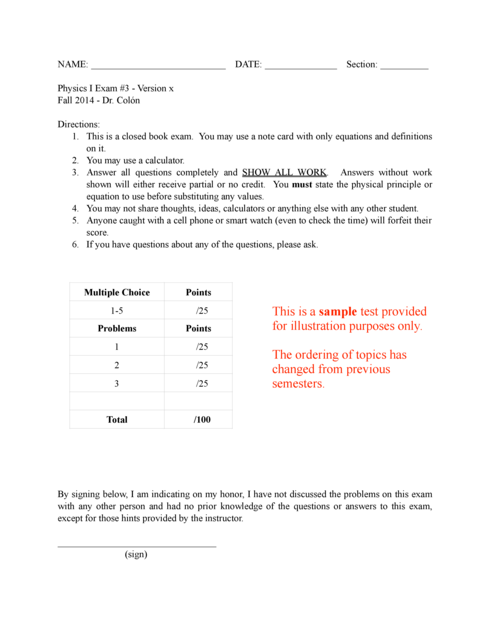 NAME: ____________________________ DATE: _______________ Section: __________
Physics I Exam #3 - Version x
Fall 2014 - Dr. Colón
Directions:
1. This is a closed book exam. You may use a note card with only equations and definitions
on it.
2. You may use a calculator.
3. Answer all questions completely and SHOW ALL WORK. Answers without work
shown will either receive partial or no credit. You must state the physical principle or
equation to use before substituting any values.
4. You may not share thoughts, ideas, calculators or anything else with any other student.
5. Anyone caught with a cell phone or smart watch (even to check the time) will forfeit their
score.
6. If you have questions about any of the questions, please ask.
Multiple Choice Points
1-5 /25
Problems Points
1 /25
2 /25
3 /25
Total /100
This is a sample test provided
for illustration purposes only.
The ordering of topics has
changed from previous
semesters.
By signing below, I am indicating on my honor, I have not discussed the problems on this exam
with any other person and had no prior knowledge of the questions or answers to this exam,
except for those hints provided by the instructor.
_________________________________
(sign)